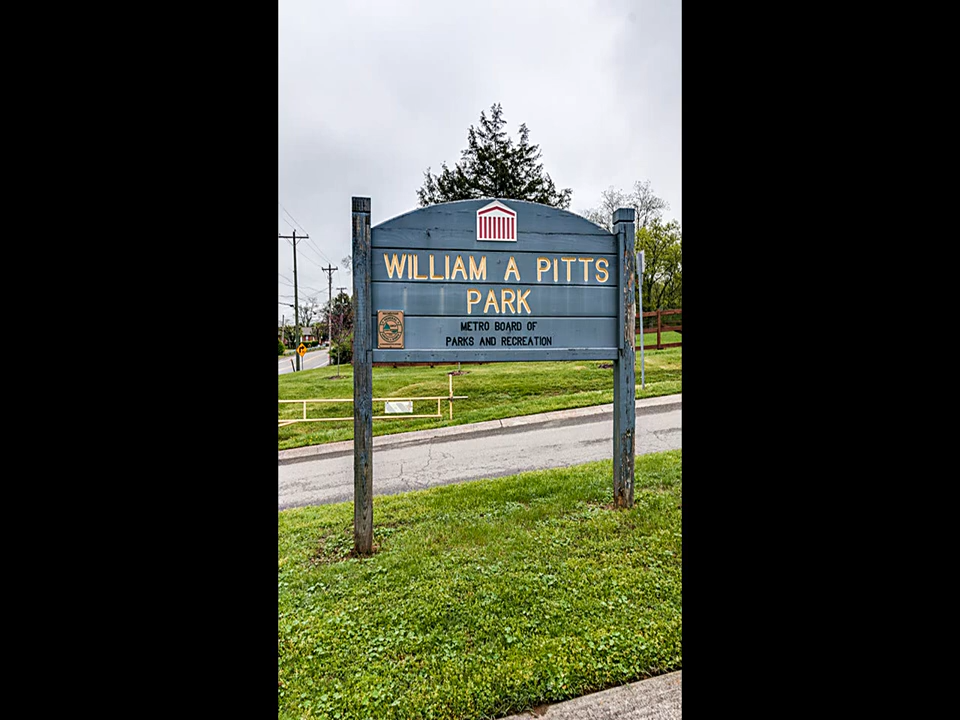 WILLIAM A PITTS
PARK
METRO BOARD OF
PARKS AND RECREATION